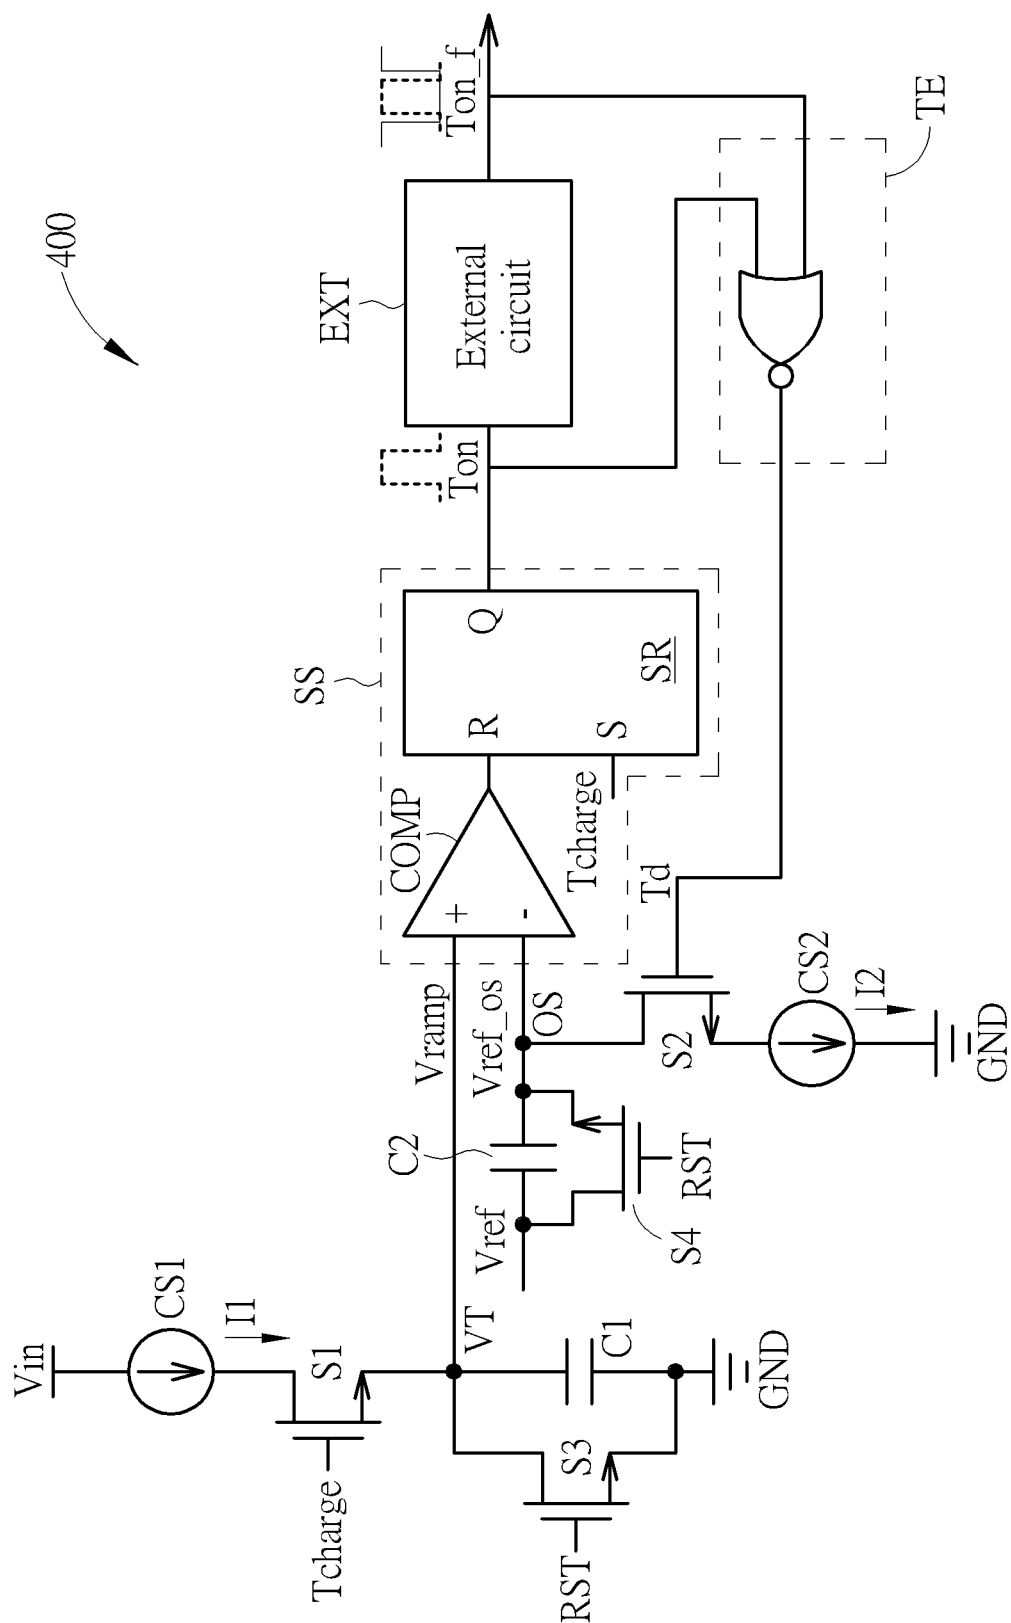 400
Vin
CS1
I1
Tcharge
S1
VT
RST
S3
C1
GND
Vramp
Vref
C2
Vref_os
OS
S4
RST
S2
Td
CS2
I2
GND
SS
COMP
+
-
R
S
Q
SR
Tcharge
Ton
EXT
External
circuit
Ton_f
TE